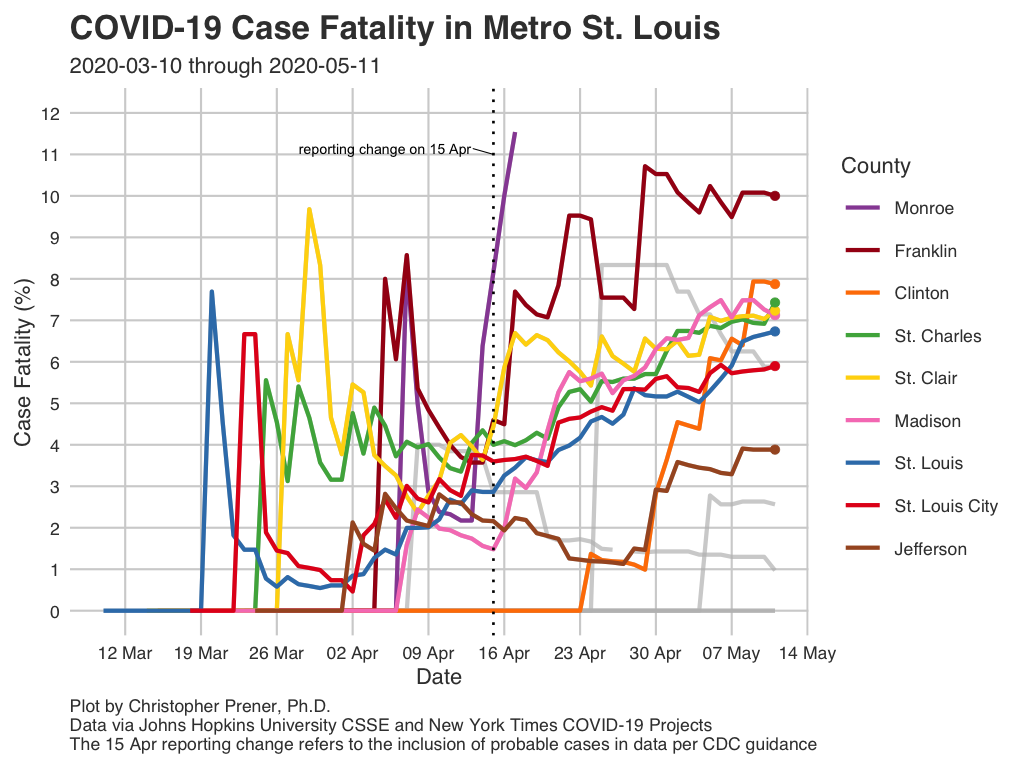 COVID-19 Case Fatality in Metro St. Louis
2020-03-10 through 2020-05-11
12
11
10
9
8
7
6
5
4
3
2
1
0
Case Fatality (%)
reporting change on 15 Apr
12 Mar 19 Mar 26 Mar 02 Apr 09 Apr 16 Apr 23 Apr 30 Apr 07 May 14 May
Date
County
Monroe
Franklin
Clinton
St. Charles
St. Clair
Madison
St. Louis
St. Louis City
Jefferson
Plot by Christopher Prener, Ph.D.
Data via Johns Hopkins University CSSE and New York Times COVID-19 Projects
The 15 Apr reporting change refers to the inclusion of probable cases in data per CDC guidance